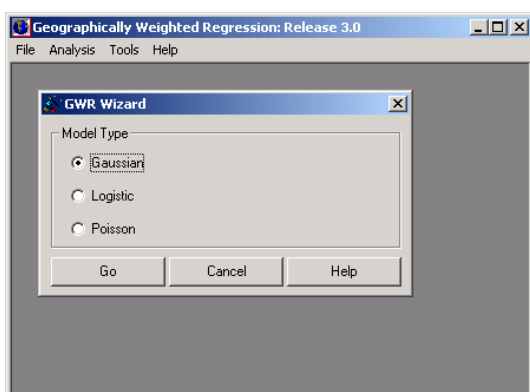 Geographically Weighted Regression: Release 3.0
File Analysis Tools Help
GWR Wizard
Model Type
Gaussian
Logistic
Poisson
Go Cancel Help